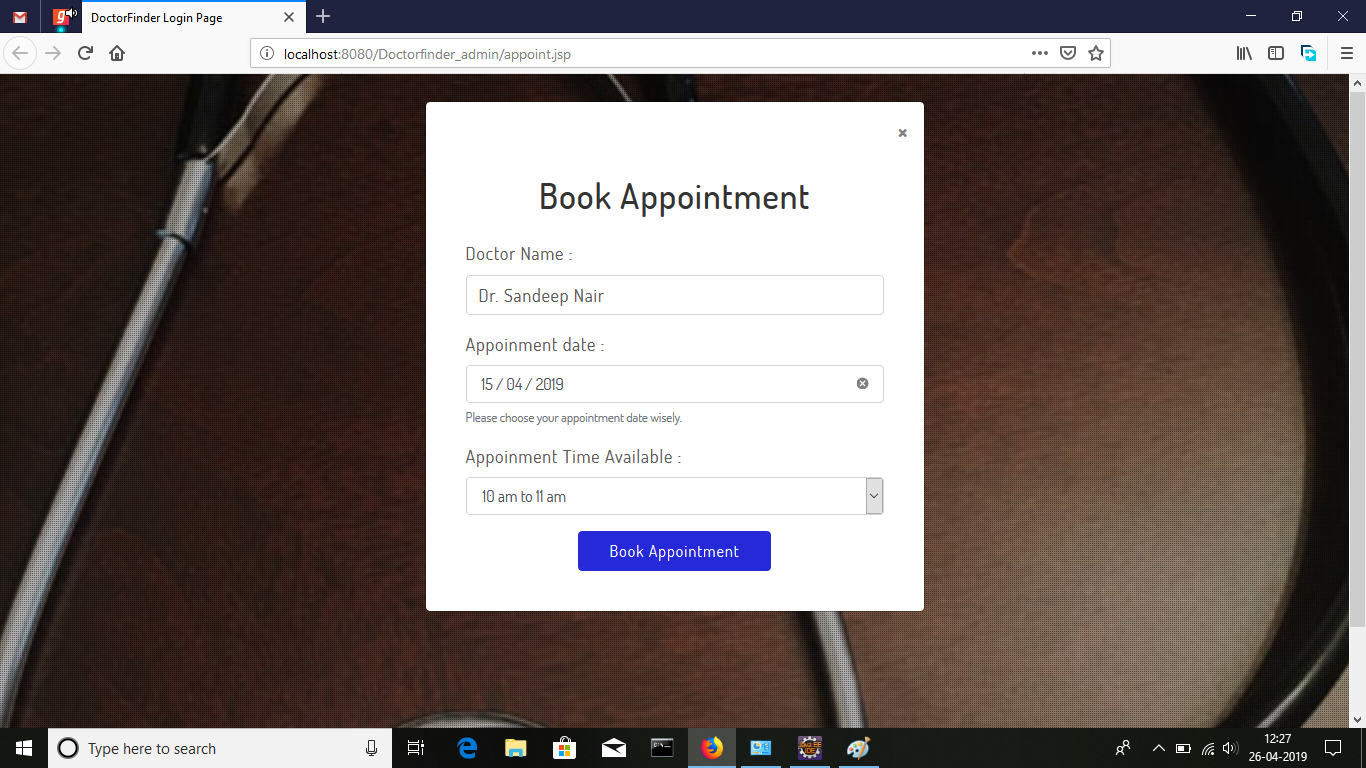 DoctorFinder Login Page
localhost:8080/Doctorfinder_admin/appoint.jsp
Book Appointment
Doctor Name :
Dr. Sandeep Nair
Appoinment date :
15 / 04 / 2019
Please choose your appointment date wisely.
Appoinment Time Available :
10 am to 11 am
Book Appointment
Type here to search
12:27
26-04-2019